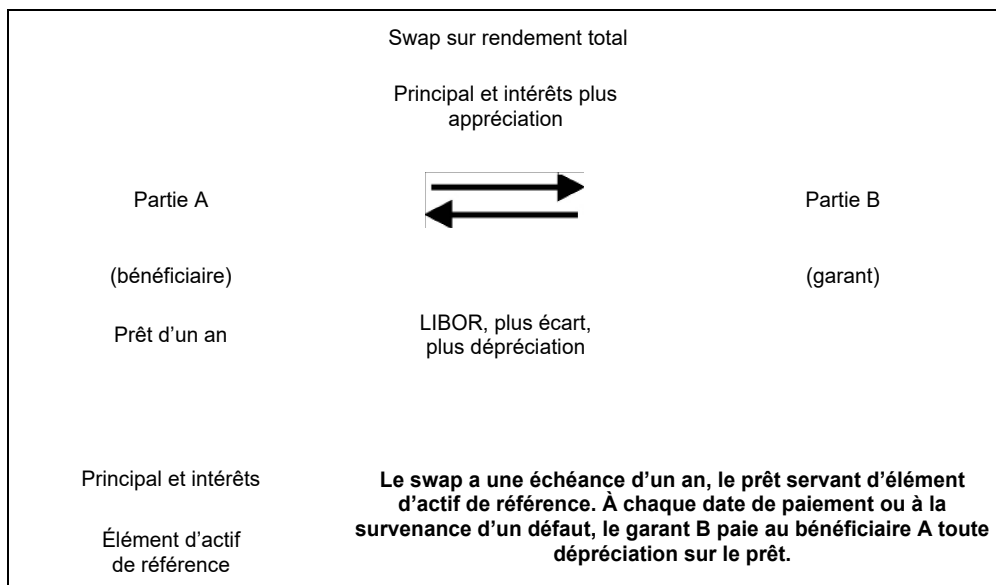 Swap sur rendement total
Principal et intérêts plus
appréciation
Partie A
Partie B
(bénéficiaire)
(garant)
Prêt d’un an
LIBOR, plus écart,
plus dépréciation
Principal et intérêts
Élément d’actif
de référence
Le swap a une échéance d’un an, le prêt servant d’élément
d’actif de référence. À chaque date de paiement ou à la
survenance d’un défaut, le garant B paie au bénéficiaire A toute
dépréciation sur le prêt.